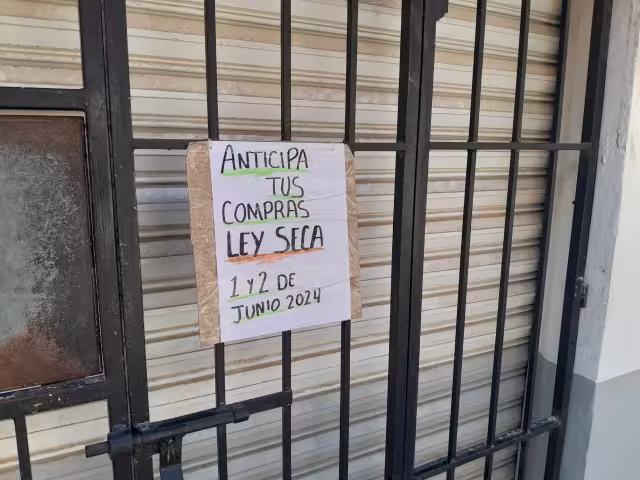 ANTICIPA
TUS
COMPRAS
LEY SECA
1 Y 2 DE
JUNIO 2024